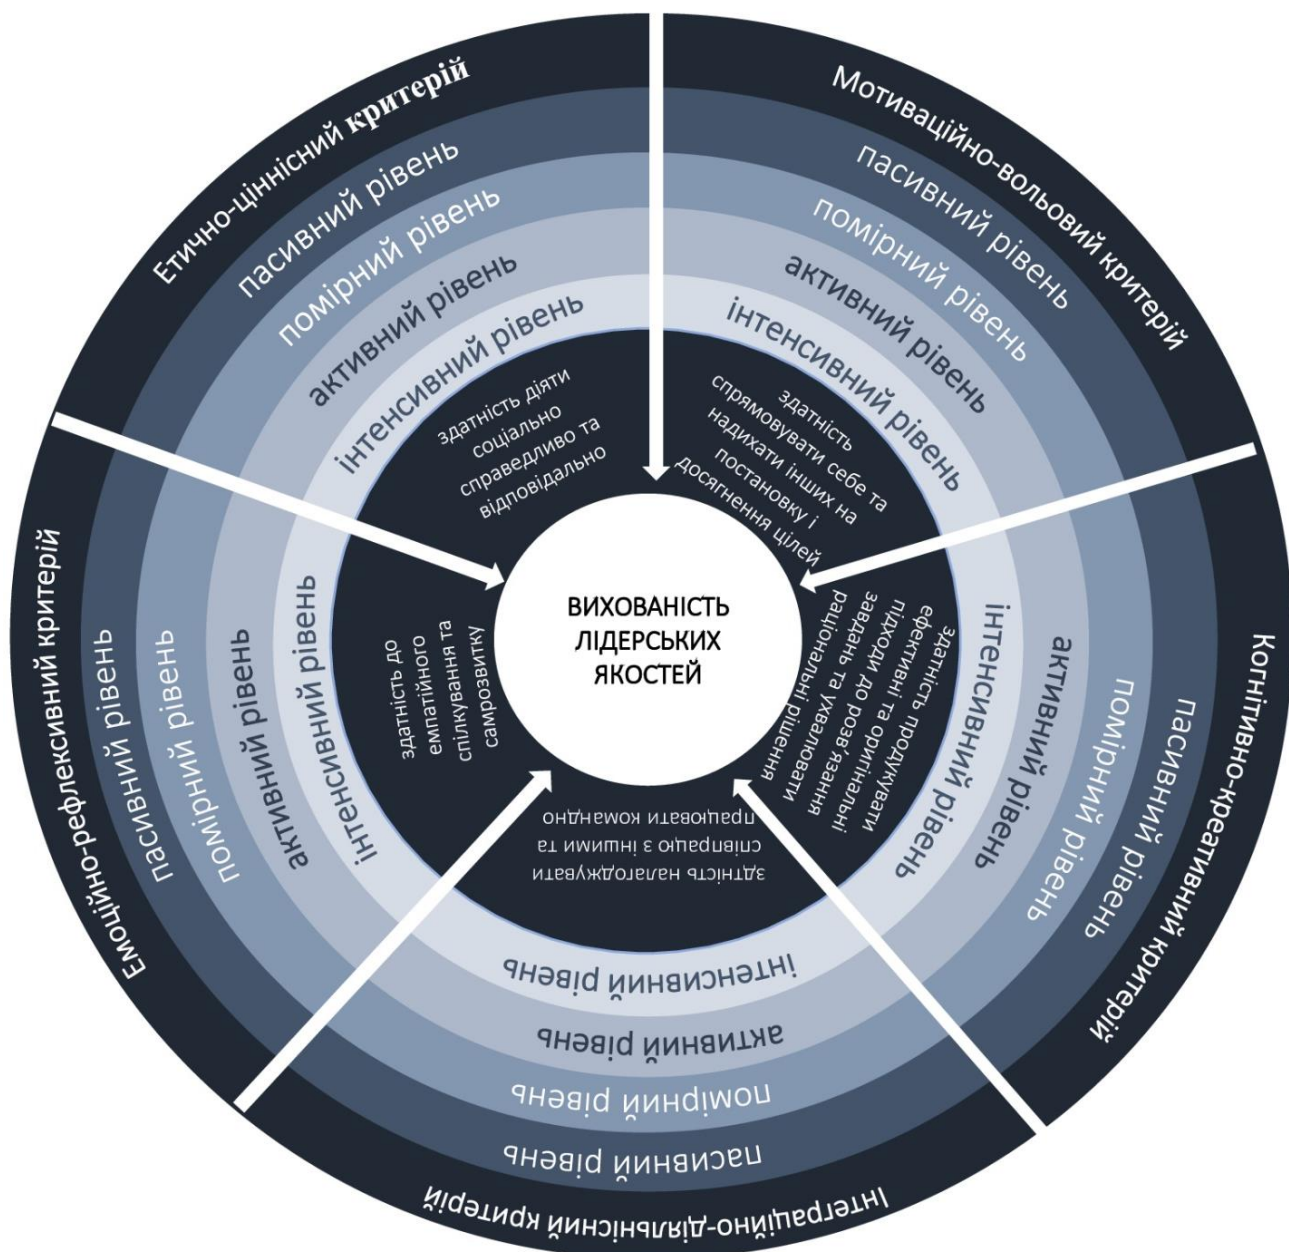 Мотиваційно-вольовий критерій
пасивний рівень
помірний рівень
активний рівень
інтенсивний рівень
здатність
спрямовувати себе та
надихати інших на
постановку і
досягнення цілей
Когнітивно-креативний критерій
пасивний рівень
помірний рівень
активний рівень
інтенсивний рівень
здатність продукувати
ефективні та оригінальні
підходи до розв'язання
завдань та ухвалювати
раціональні рішення
Інтеграційно-діяльнісний критерій
пасивний рівень
помірний рівень
активний рівень
інтенсивний рівень
здтність налагоджувати
співпрацю з іншими та
працювати командно
Емоційно-рефлексивний критерій
пасивний рівень
помірний рівень
активний рівень
інтенсивний рівень
здатність до
емпатійного
спілкування та
самрозвитку
Етично-ціннісний критерій
пасивний рівень
помірний рівень
активний рівень
інтенсивний рівень
здатність діяти
соціально
справедливо та
відповідально
ВИХОВАНІСТЬ
ЛІДЕРСЬКИХ
ЯКОСТЕЙ